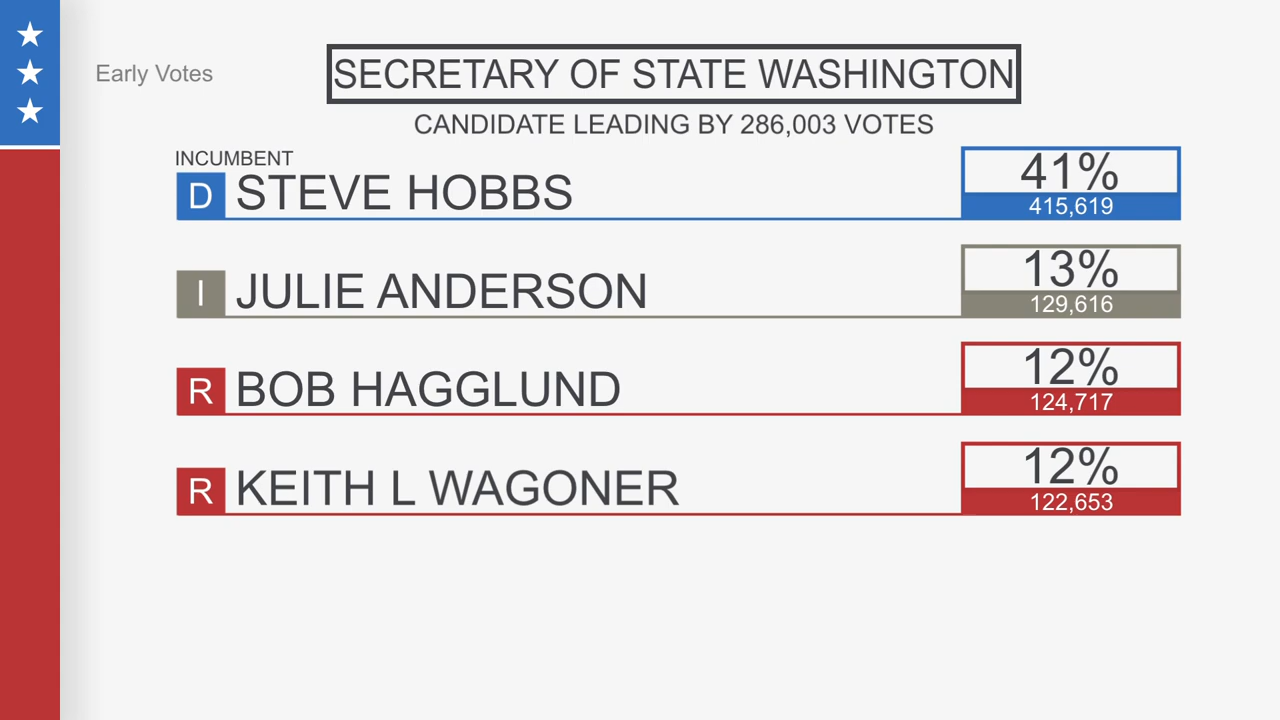 Early Votes
SECRETARY OF STATE WASHINGTON
CANDIDATE LEADING BY 286,003 VOTES
INCUMBENT
D STEVE HOBBS 41%
415,619
I JULIE ANDERSON 13%
129,616
R BOB HAGGLUND 12%
124,717
R KEITH L WAGONER 12%
122,653